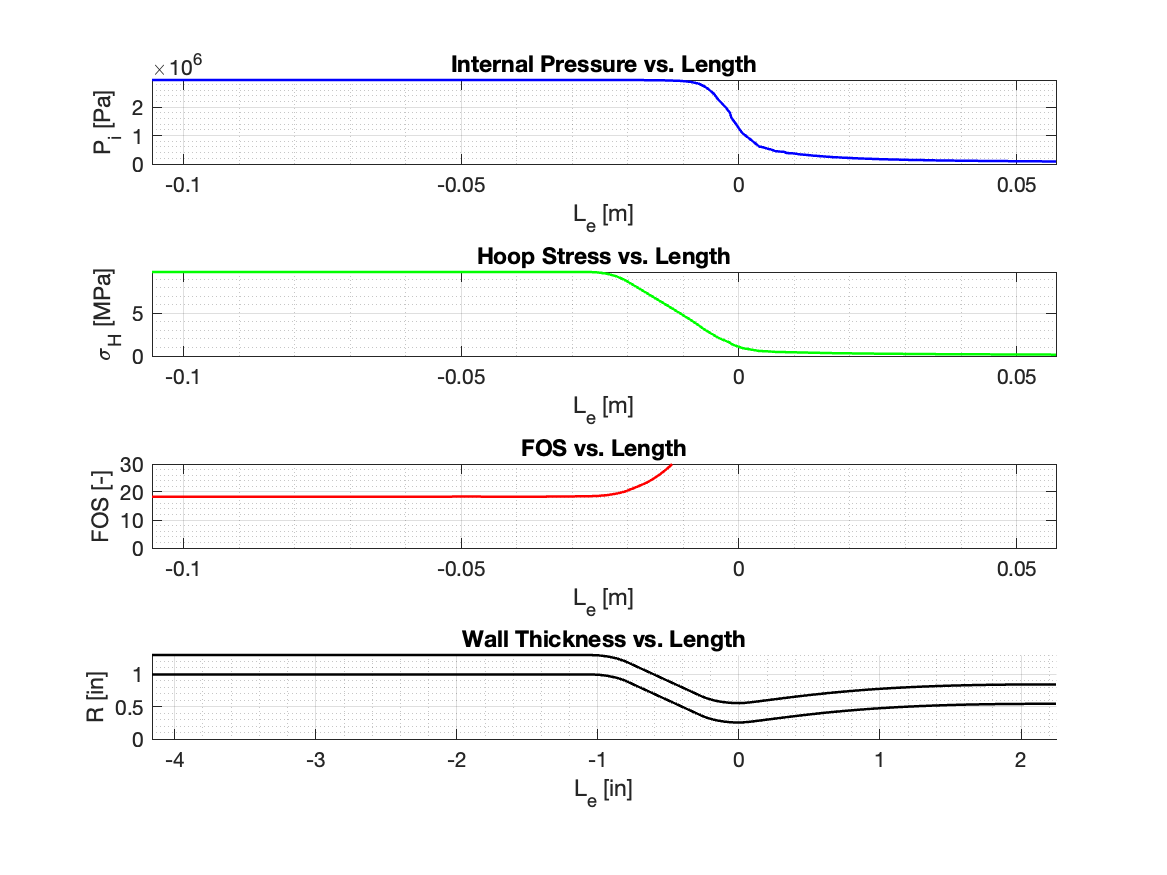 Internal Pressure vs. Length
×10⁶
P_i [Pa]
2
1
0
-0.1 -0.05 0 0.05
L_e [m]
Hoop Stress vs. Length
σ_H [MPa]
5
0
-0.1 -0.05 0 0.05
L_e [m]
FOS vs. Length
FOS [-]
30
20
10
0
-0.1 -0.05 0 0.05
L_e [m]
Wall Thickness vs. Length
R [in]
1
0.5
0
-4 -3 -2 -1 0 1 2
L_e [in]